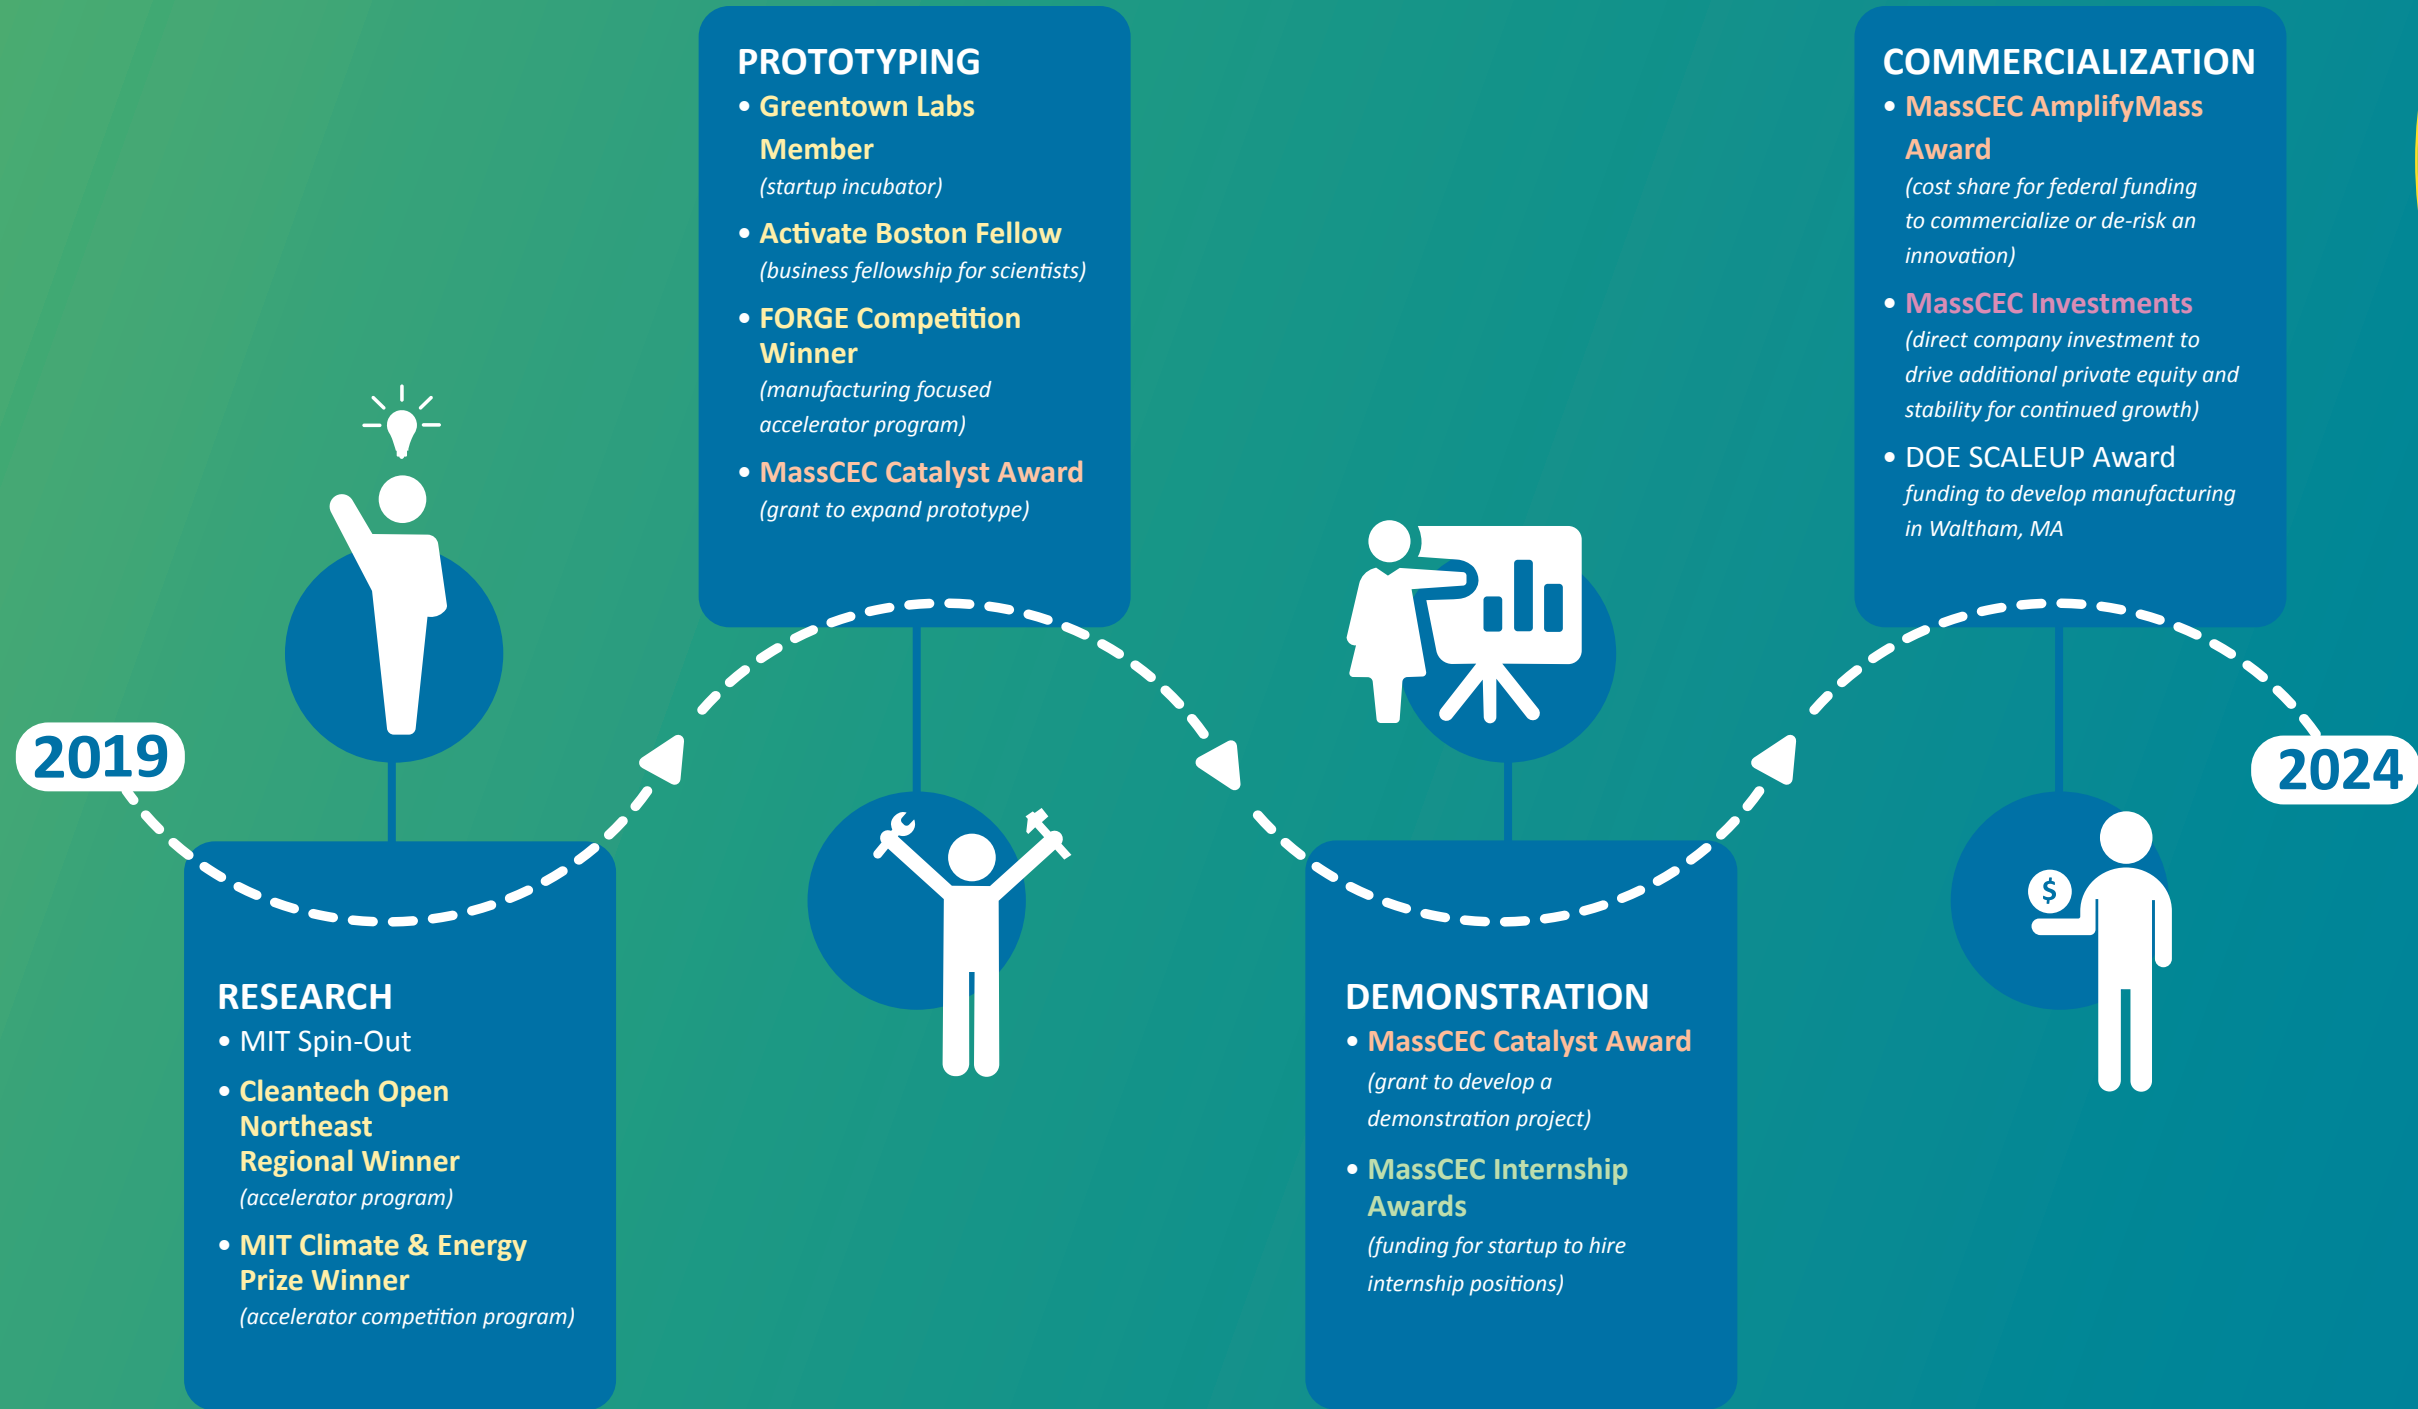 2019
RESEARCH
• MIT Spin-Out
• Cleantech Open
Northeast
Regional Winner
(accelerator program)
• MIT Climate & Energy
Prize Winner
(accelerator competition program)
PROTOTYPING
• Greentown Labs
Member
(startup incubator)
• Activate Boston Fellow
(business fellowship for scientists)
• FORGE Competition
Winner
(manufacturing focused
accelerator program)
• MassCEC Catalyst Award
(grant to expand prototype)
DEMONSTRATION
• MassCEC Catalyst Award
(grant to develop a
demonstration project)
• MassCEC Internship
Awards
(funding for startup to hire
internship positions)
COMMERCIALIZATION
• MassCEC AmplifyMass
Award
(cost share for federal funding
to commercialize or de-risk an
innovation)
• MassCEC Investments
(direct company investment to
drive additional private equity and
stability for continued growth)
• DOE SCALEUP Award
funding to develop manufacturing
in Waltham, MA
$
2024